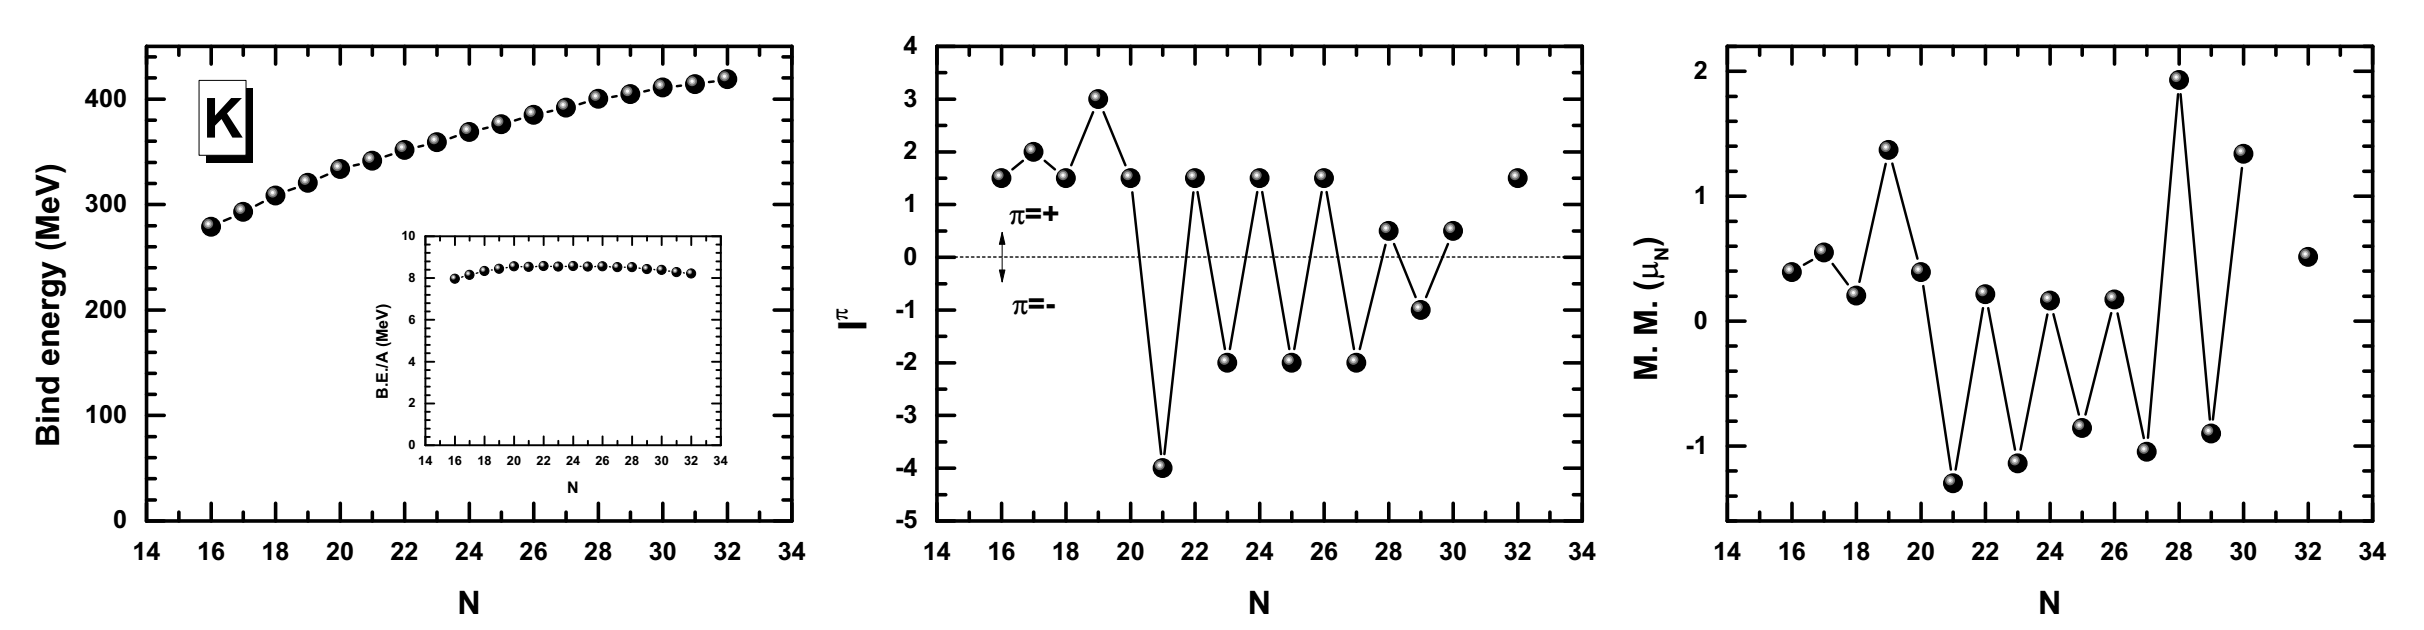 K
Bind energy (MeV)
400
300
200
100
0
14 16 18 20 22 24 26 28 30 32 34
N
B.E./A (MeV)
10
8
6
4
2
0
14 16 18 20 22 24 26 28 30 32 34
N
I^π
4
3
2
1
0
-1
-2
-3
-4
-5
π=+
π=-
14 16 18 20 22 24 26 28 30 32 34
N
M. M. (μ_N)
2
1
0
-1
14 16 18 20 22 24 26 28 30 32 34
N